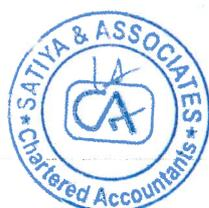 SATIYA & ASSOCIATES
CA
* Chartered Accountants *